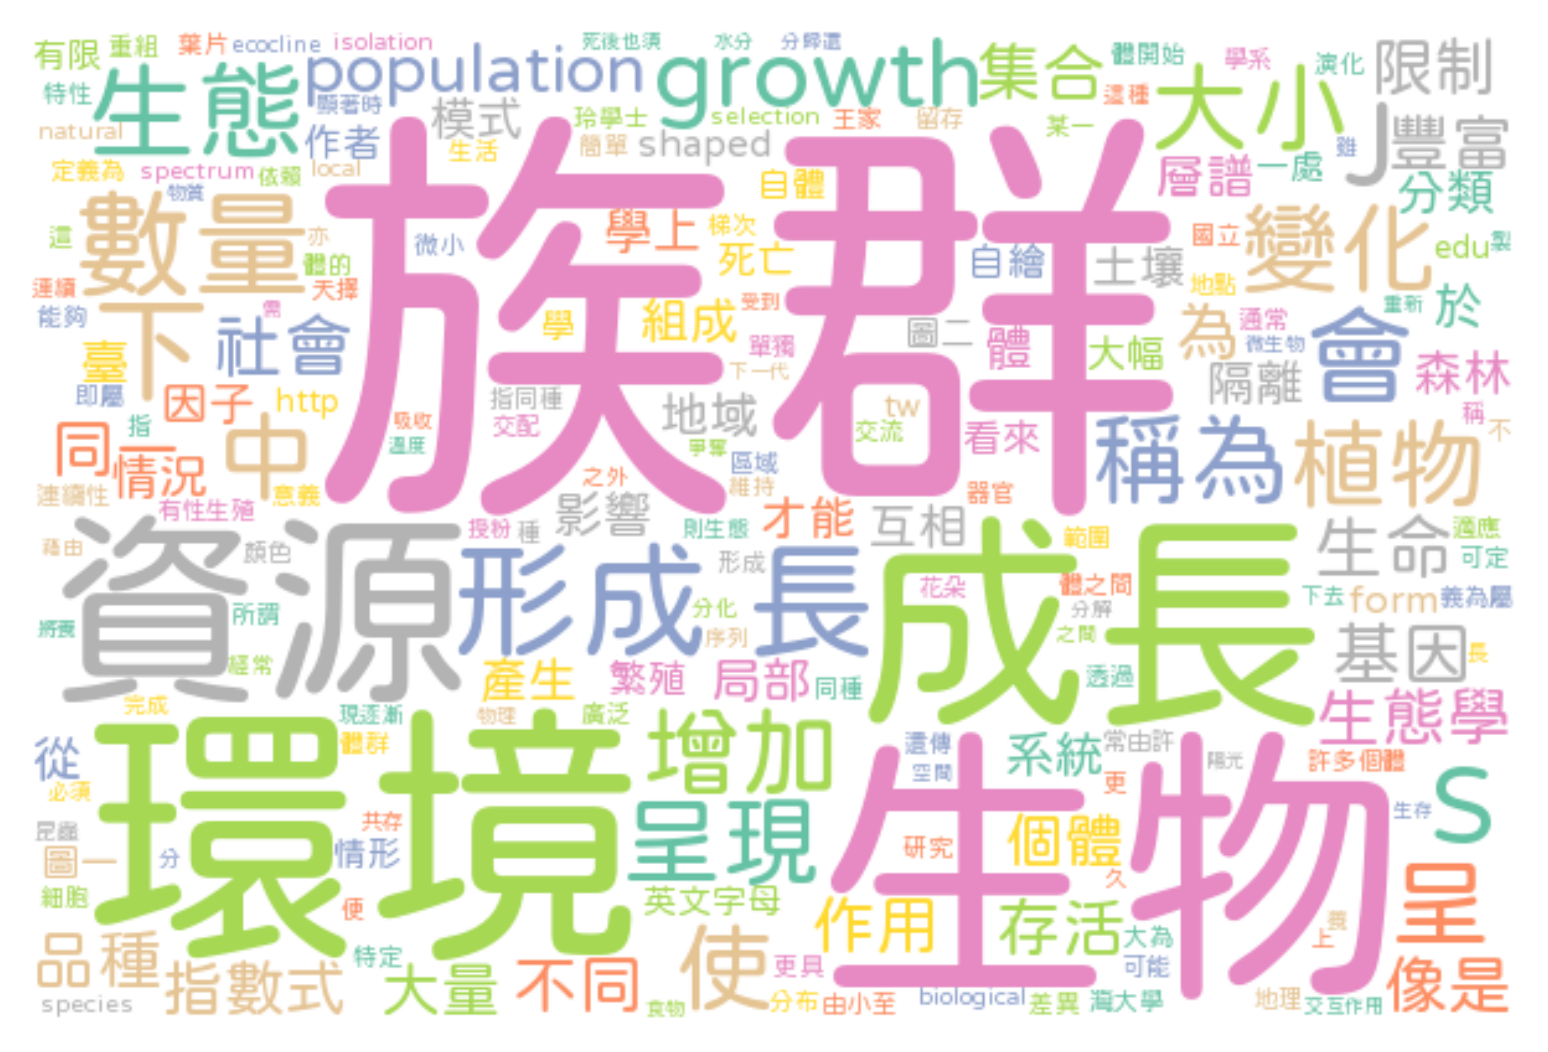 有限
重組
葉片
ecocline
isolation
死後也須
水分
分歸還
體開始
學系
演化
限制
生態
population
growth
集合
大小
特性
顯著時
模式
玲學士
selection
王家
留存
這種
某一
J
豐富
natural
作者
生活
簡單
shaped
雖
定義為
spectrum
依賴
local
物質
族群
自體
層譜
一處
分類
數量
這
亦
體的
微小
學上
梯次
死亡
自繪
土壤
國立
變化
edu
製
連續
天擇
受到
地點
重新
於
能夠
下
需
社會
學
組成
單獨
圖二
體
大幅
為
通常
微生物
會
臺
下一代
隔離
森林
即屬
因子
http
指同種
地域
tw
稱
指
吸收
交配
交流
看來
稱為
植物
不
同一
情況
中
溫度
爭奪
區域
連續性
意義
之外
維持
器官
有性生殖
授粉
種
影響
則生態
才能
互相
範圍
生命
適應
藉由
顏色
資源
形成長
形成
成長
花朵
體之間
可定
下去
form
義為屬
所謂
分化
分解
將養
序列
之間
基因
長
經常
產生
繁殖
局部
同種
透過
生態學
完成
現逐漸
物理
廣泛
從
體群
環境
增加
遺傳
生物
系統
常由許
陽光
許多個體
必須
空間
更
生存
S
昆蟲
共存
呈現
圖一
分
情形
研究
個體
久
呈
細胞
便
英文字母
作用
存活
大為
養
上
品種
特定
指數式
大量
不同
使
更具
可能
像是
species
食物
分布
由小至
biological
差異
灣大學
地理
交互作用